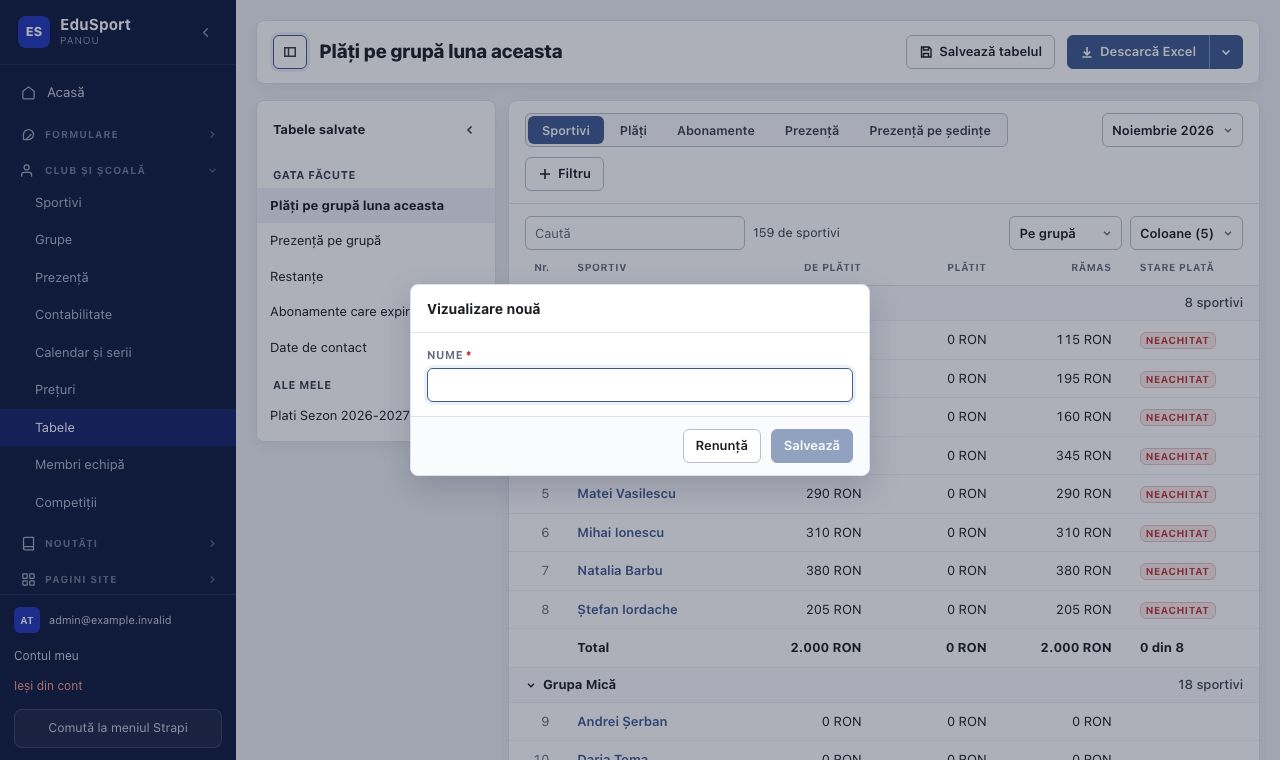 ES
EduSport
PANOU
Acasă
FORMULARE
CLUB ȘI ȘCOALĂ
Sportivi
Grupe
Prezență
Contabilitate
Calendar și serii
Prețuri
Tabele
Membri echipă
Competiții
NOUTĂȚI
PAGINI SITE
AT admin@example.invalid
Contul meu
Ieși din cont
Comută la meniul Strapi
Plăți pe grupă luna aceasta
Salvează tabelul
Descarcă Excel
Tabele salvate
GATA FĂCUTE
Plăți pe grupă luna aceasta
Prezență pe grupă
Restanțe
Abonamente care expir
Date de contact
ALE MELE
Plati Sezon 2026-2027
Sportivi Plăți Abonamente Prezență Prezență pe ședințe
Noiembrie 2026
Filtru
Caută
159 de sportivi
Pe grupă
Coloane (5)
Nr. SPORTIV DE PLĂTIT PLĂTIT RĂMAS STARE PLATĂ
8 sportivi
0 RON 115 RON NEACHITAT
0 RON 195 RON NEACHITAT
0 RON 160 RON NEACHITAT
0 RON 345 RON NEACHITAT
5 Matei Vasilescu 290 RON 0 RON 290 RON NEACHITAT
6 Mihai Ionescu 310 RON 0 RON 310 RON NEACHITAT
7 Natalia Barbu 380 RON 0 RON 380 RON NEACHITAT
8 Ștefan Iordache 205 RON 0 RON 205 RON NEACHITAT
Total 2.000 RON 0 RON 2.000 RON 0 din 8
Grupa Mică 18 sportivi
9 Andrei Șerban 0 RON 0 RON 0 RON
10 Daria Toma 0 RON 0 RON 0 RON
Vizualizare nouă
NUME *
Renunță
Salvează